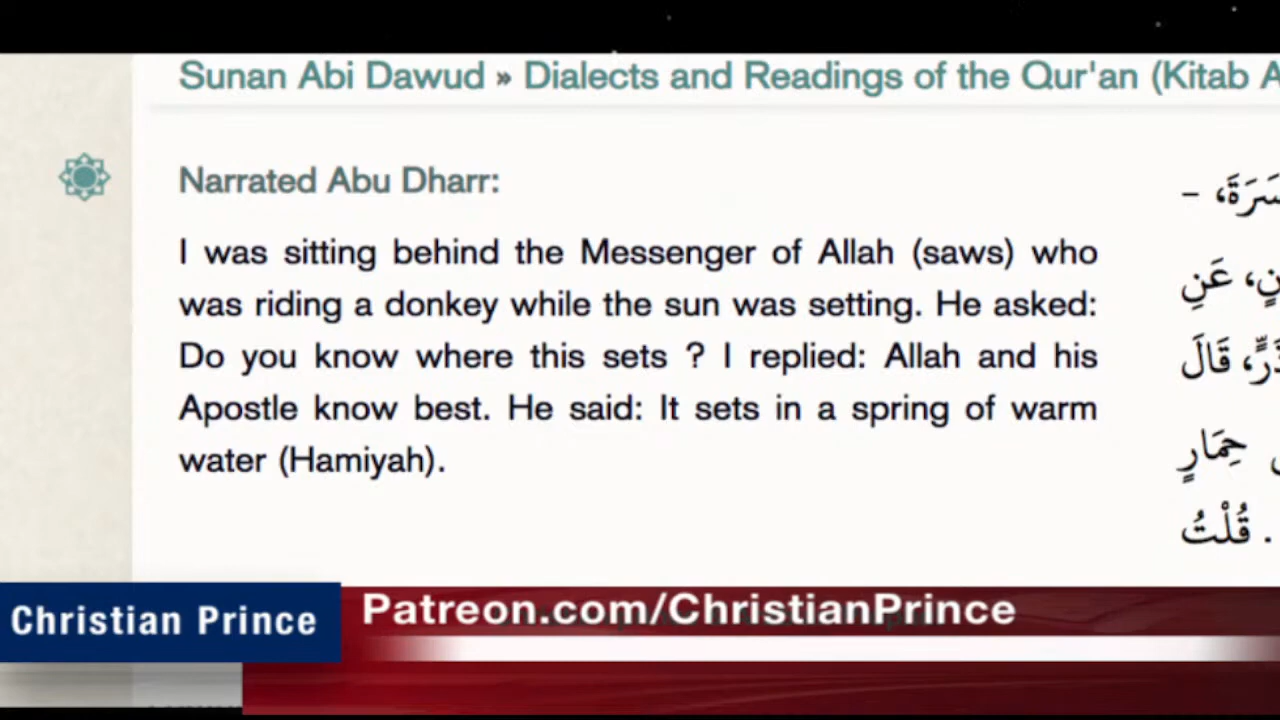 Sunan Abi Dawud » Dialects and Readings of the Qur'an (Kitab A
Narrated Abu Dharr:
I was sitting behind the Messenger of Allah (saws) who
was riding a donkey while the sun was setting. He asked:
Do you know where this sets ? I replied: Allah and his
Apostle know best. He said: It sets in a spring of warm
water (Hamiyah).
عَنِ
قَالَ
حِمَارٍ
. قُلْتُ
Christian Prince
Patreon.com/ChristianPrince